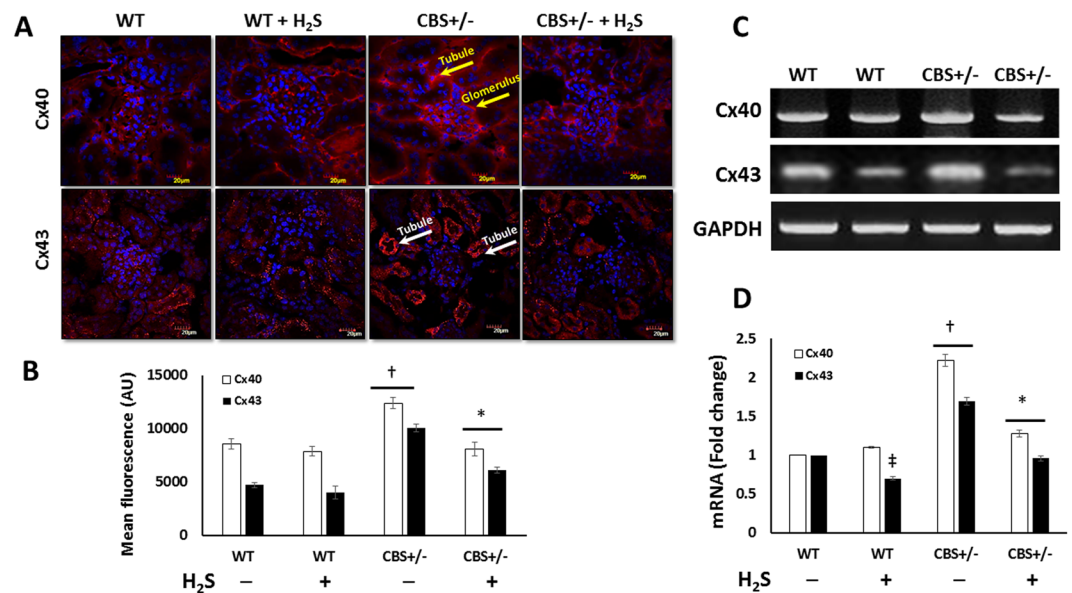 A
WT
WT + H₂S
CBS+/-
CBS+/- + H₂S
Cx40
Tubule
Glomerulus
20µm
20µm
20µm
20µm
Cx43
Tubule
Tubule
20µm
20µm
20µm
20µm
B
Mean fluorescence (AU)
15000
10000
5000
0
Cx40
Cx43
†
*
WT
WT
CBS+/-
CBS+/-
H₂S
–
+
–
+
C
WT
WT
CBS+/-
CBS+/-
Cx40
Cx43
GAPDH
D
mRNA (Fold change)
2.5
2
1.5
1
0.5
0
Cx40
Cx43
‡
†
*
WT
WT
CBS+/-
CBS+/-
H₂S
–
+
–
+